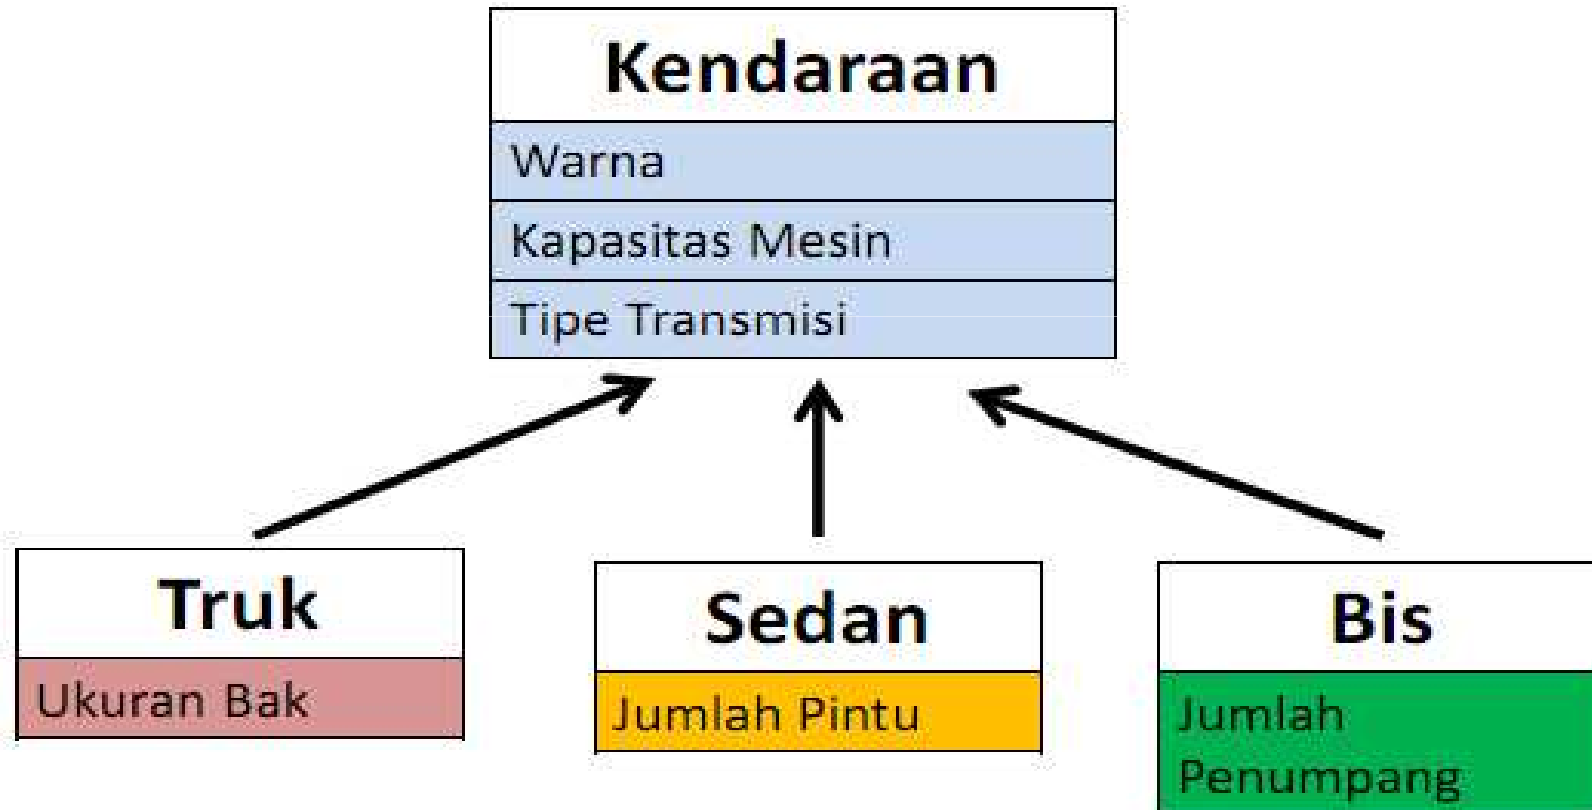 Kendaraan
Warna
Kapasitas Mesin
Tipe Transmisi
Truk
Ukuran Bak
Sedan
Jumlah Pintu
Bis
Jumlah
Penumpang